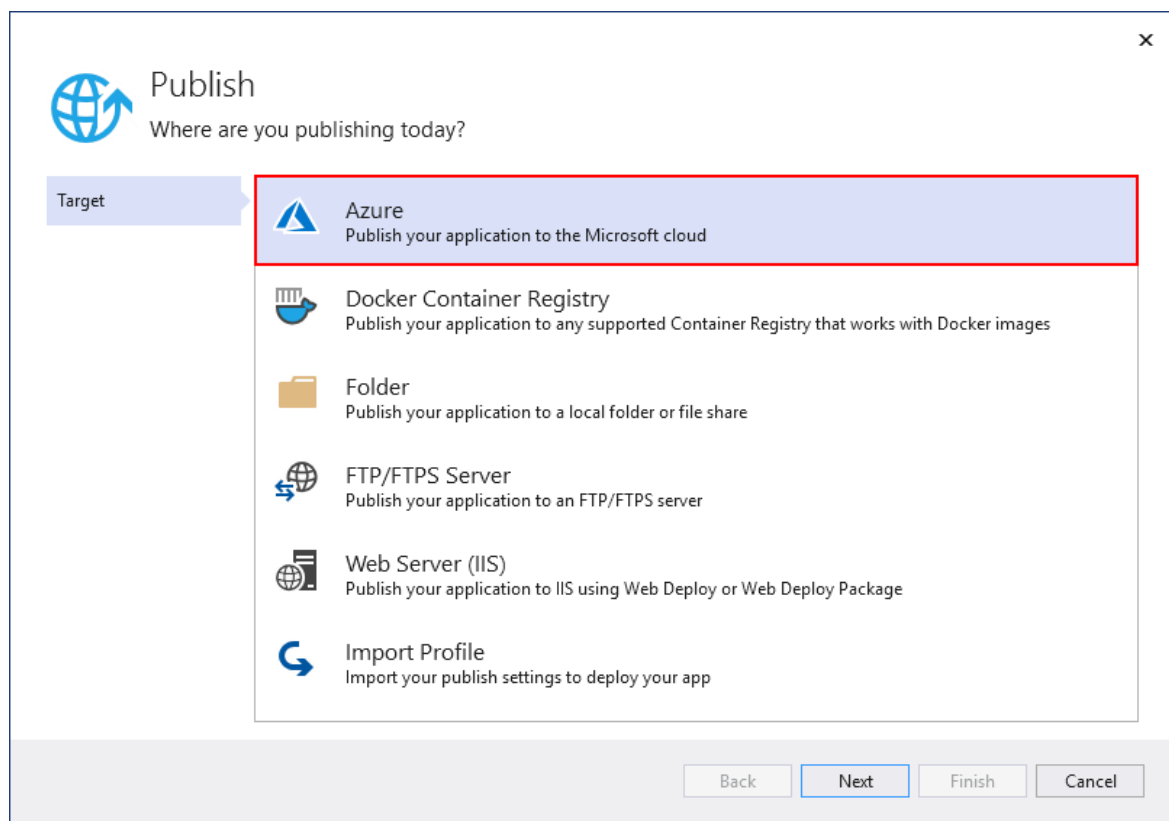 Publish
Where are you publishing today?
Target
Azure
Publish your application to the Microsoft cloud
Docker Container Registry
Publish your application to any supported Container Registry that works with Docker images
Folder
Publish your application to a local folder or file share
FTP/FTPS Server
Publish your application to an FTP/FTPS server
Web Server (IIS)
Publish your application to IIS using Web Deploy or Web Deploy Package
Import Profile
Import your publish settings to deploy your app
Back
Next
Finish
Cancel